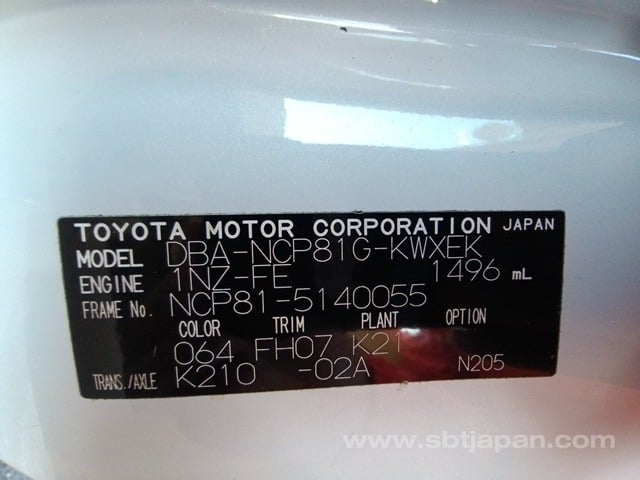 TOYOTA MOTOR CORPORATION JAPAN
MODEL DBA-NCP81G-KWXEK
ENGINE 1NZ-FE 1496 mL
FRAME No. NCP81-5140055
COLOR TRIM PLANT OPTION
064 FH07 K21
TRANS./AXLE K210 -02A N205
www.sbtjapan.com